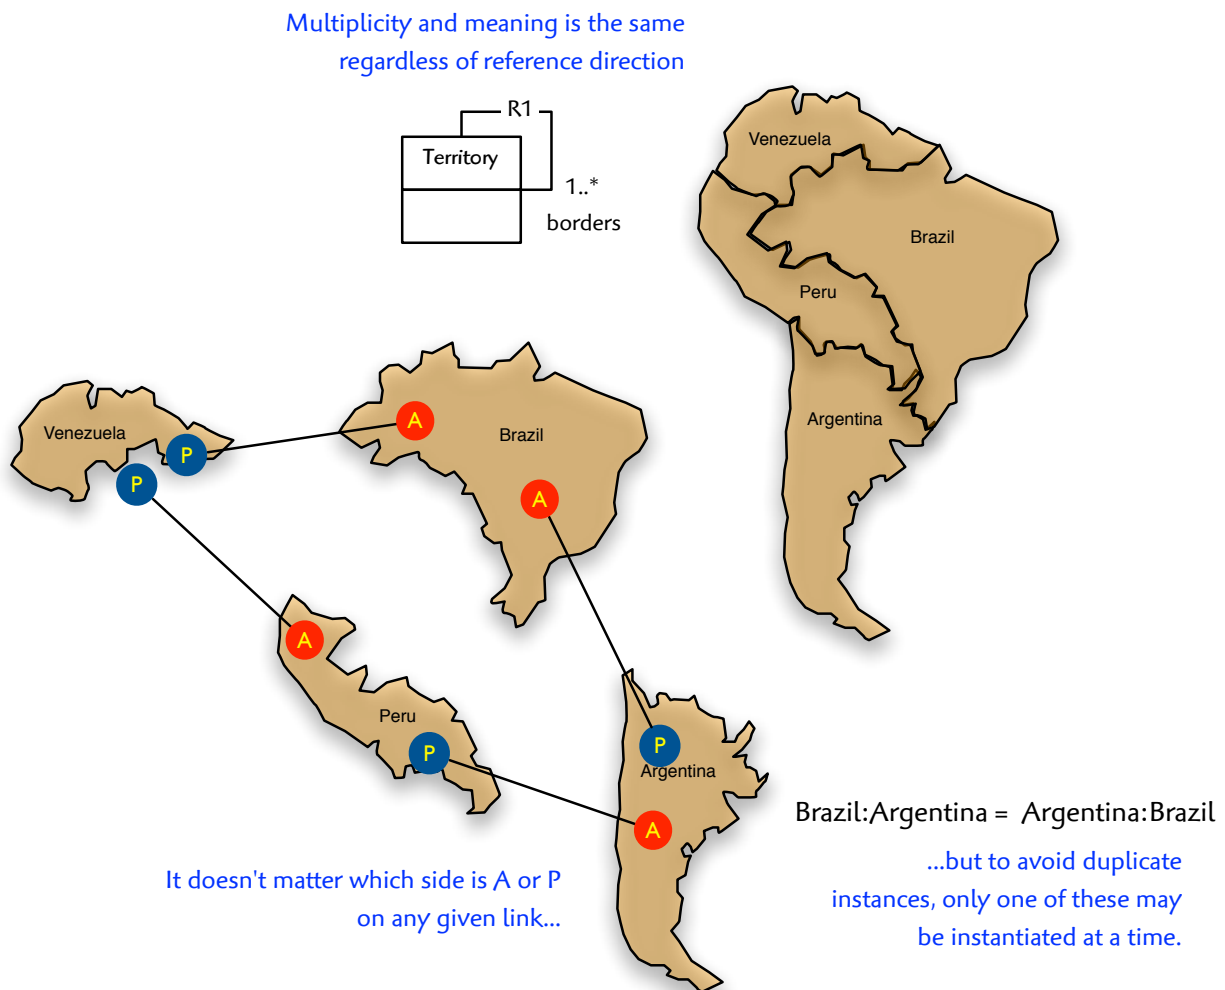 Multiplicity and meaning is the same
regardless of reference direction
R1
Territory
1..*
borders
Venezuela
Brazil
Peru
Argentina
Venezuela
P
P
A
Brazil
A
A
Peru
P
P
Argentina
A
Brazil:Argentina = Argentina:Brazil
...but to avoid duplicate
instances, only one of these may
be instantiated at a time.
It doesn't matter which side is A or P
on any given link...